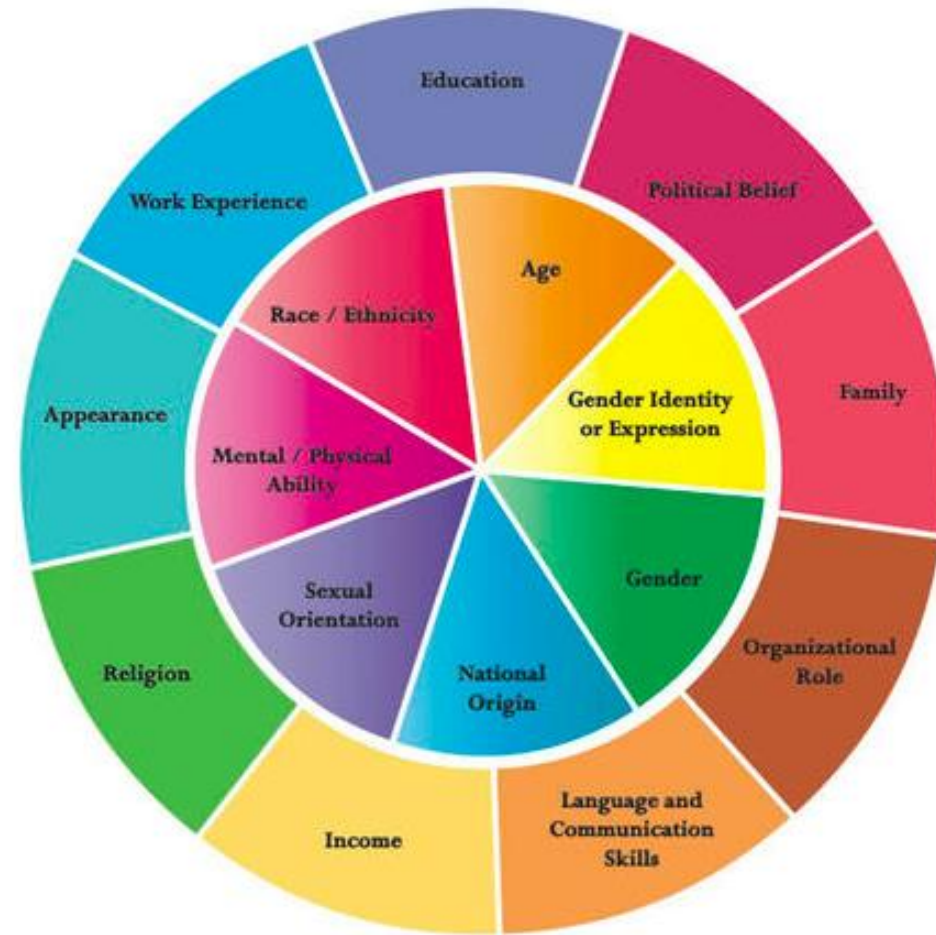 Education
Political Belief
Family
Organizational
Role
Language and
Communication
Skills
Income
Religion
Appearance
Work Experience
Age
Gender Identity
or Expression
Gender
National
Origin
Sexual
Orientation
Mental / Physical
Ability
Race / Ethnicity